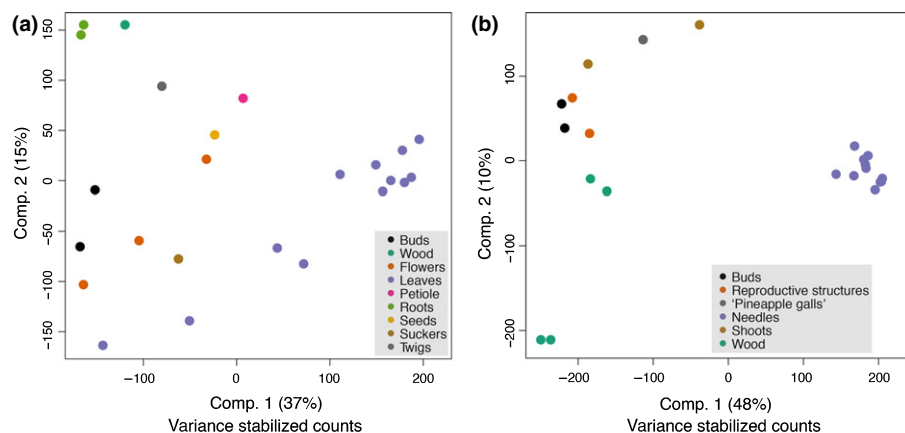 (a)
150
100
50
0
−50
−100
−150
Comp. 2 (15%)
−100
0
100
200
Comp. 1 (37%)
Variance stabilized counts
Buds
Wood
Flowers
Leaves
Petiole
Roots
Seeds
Suckers
Twigs
(b)
100
0
−100
−200
Comp. 2 (10%)
−200
−100
0
100
200
Comp. 1 (48%)
Variance stabilized counts
Buds
Reproductive structures
‘Pineapple galls’
Needles
Shoots
Wood